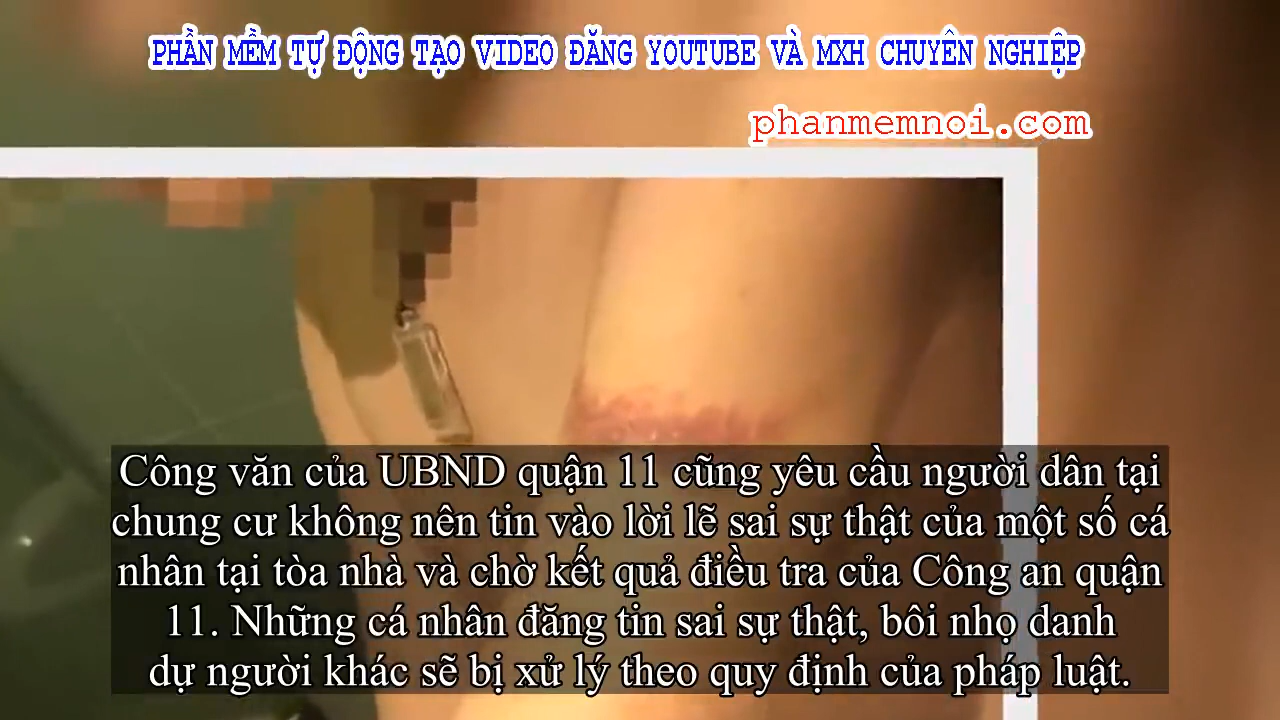 PHẦN MỀM TỰ ĐỘNG TẠO VIDEO ĐĂNG YOUTUBE VÀ MXH CHUYÊN NGHIỆP
phanmemnoi.com
Công văn của UBND quận 11 cũng yêu cầu người dân tại
chung cư không nên tin vào lời lẽ sai sự thật của một số cá
nhân tại tòa nhà và chờ kết quả điều tra của Công an quận
11. Những cá nhân đăng tin sai sự thật, bôi nhọ danh
dự người khác sẽ bị xử lý theo quy định của pháp luật.